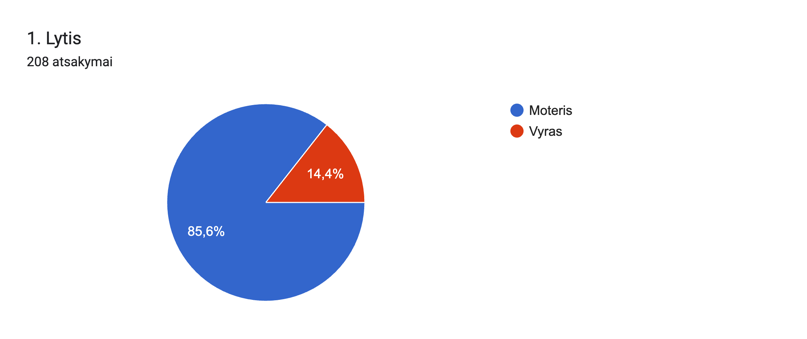 1. Lytis
208 atsakymai
Moteris
Vyras
14,4%
85,6%